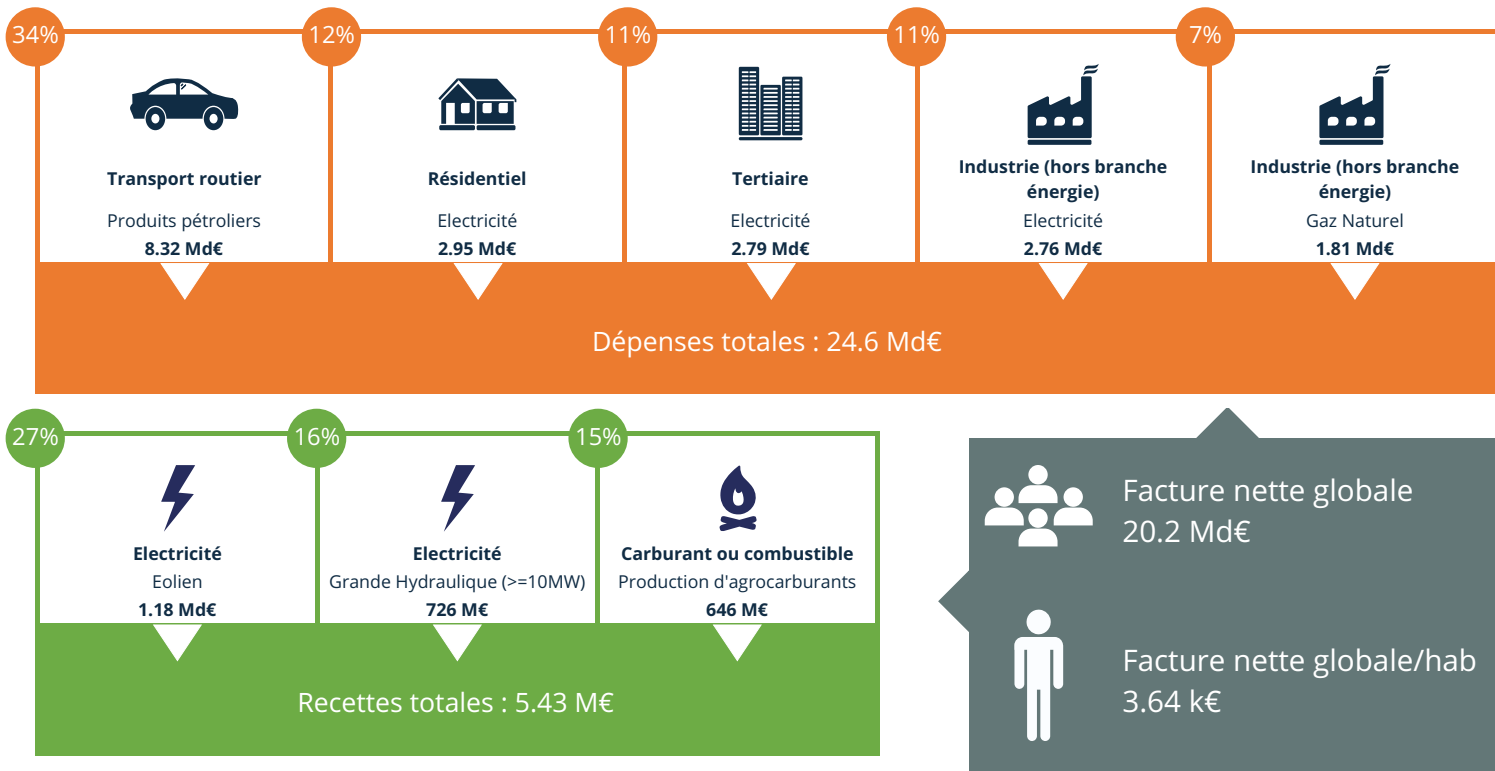 34%
12%
11%
11%
7%
Transport routier
Produits pétroliers
8.32 Md€
Résidentiel
Electricité
2.95 Md€
Tertiaire
Electricité
2.79 Md€
Industrie (hors branche
énergie)
Electricité
2.76 Md€
Industrie (hors branche
énergie)
Gaz Naturel
1.81 Md€
Dépenses totales : 24.6 Md€
27%
16%
15%
Electricité
Eolien
1.18 Md€
Electricité
Grande Hydraulique (>=10MW)
726 M€
Carburant ou combustible
Production d'agrocarburants
646 M€
Recettes totales : 5.43 M€
Facture nette globale
20.2 Md€
Facture nette globale/hab
3.64 k€